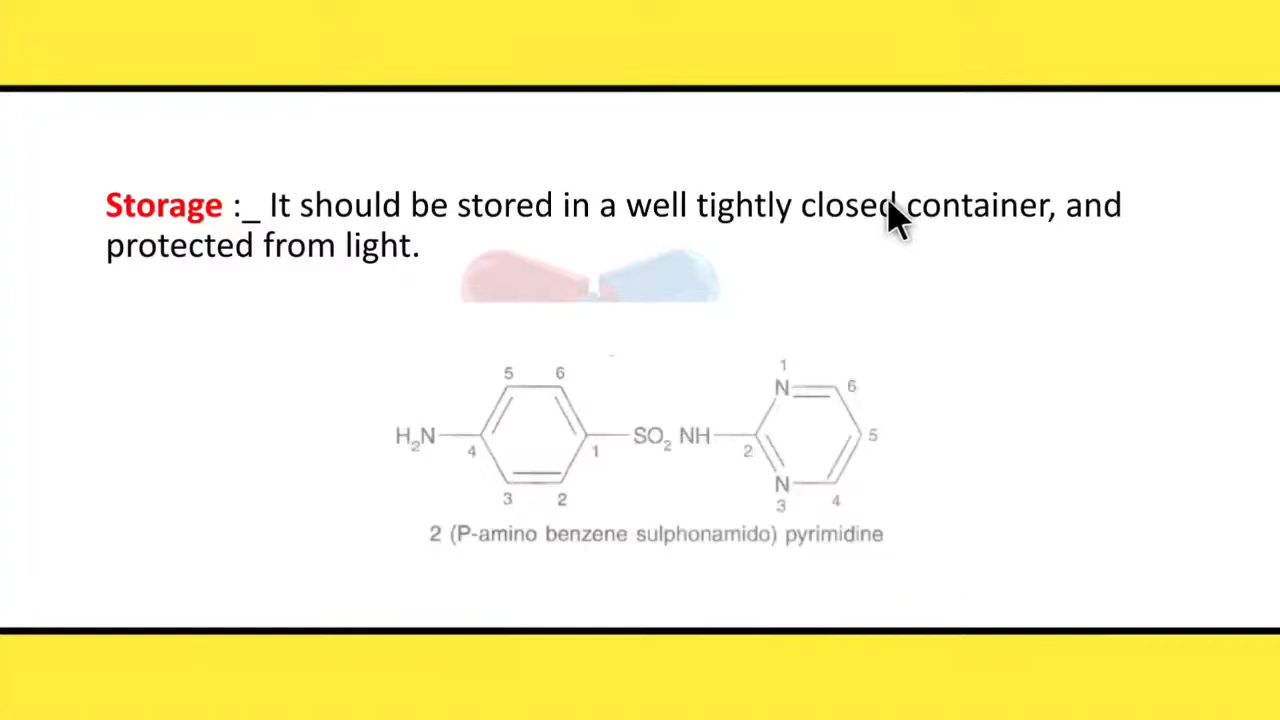 Storage :_ It should be stored in a well tightly closed container, and
protected from light.
1
5 6 N 6
H₂N 4 1 SO₂ NH 2 5
3 2 N 4
3
2 (P-amino benzene sulphonamido) pyrimidine